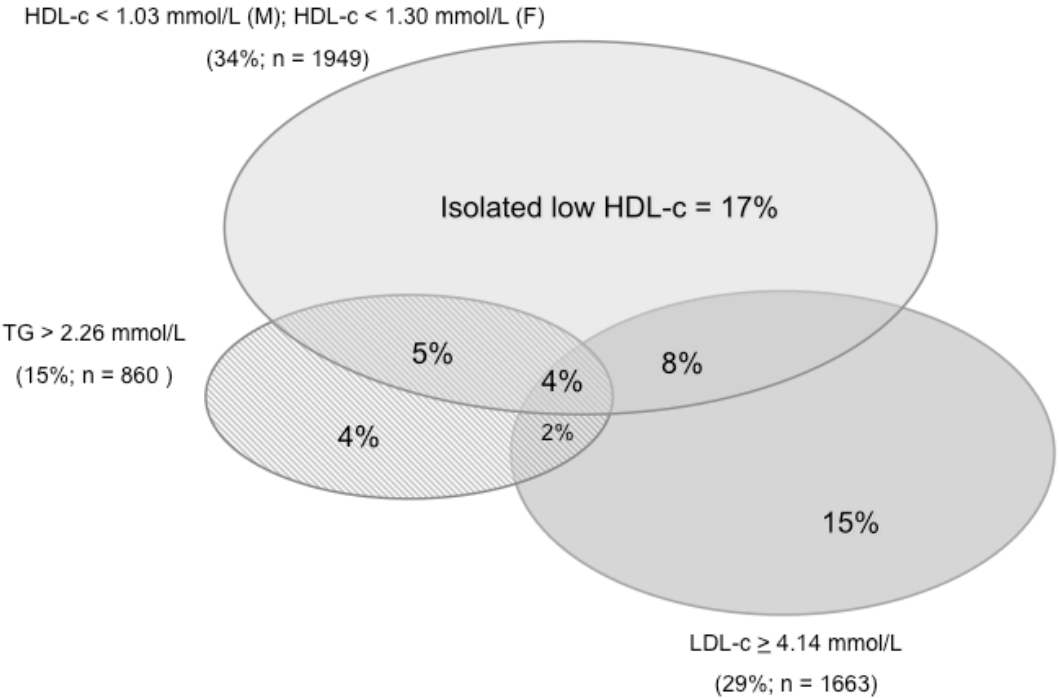 HDL-c < 1.03 mmol/L (M); HDL-c < 1.30 mmol/L (F)
(34%; n = 1949)
Isolated low HDL-c = 17%
TG > 2.26 mmol/L
(15%; n = 860 )
5%
4%
8%
4%
2%
15%
LDL-c ≥ 4.14 mmol/L
(29%; n = 1663)